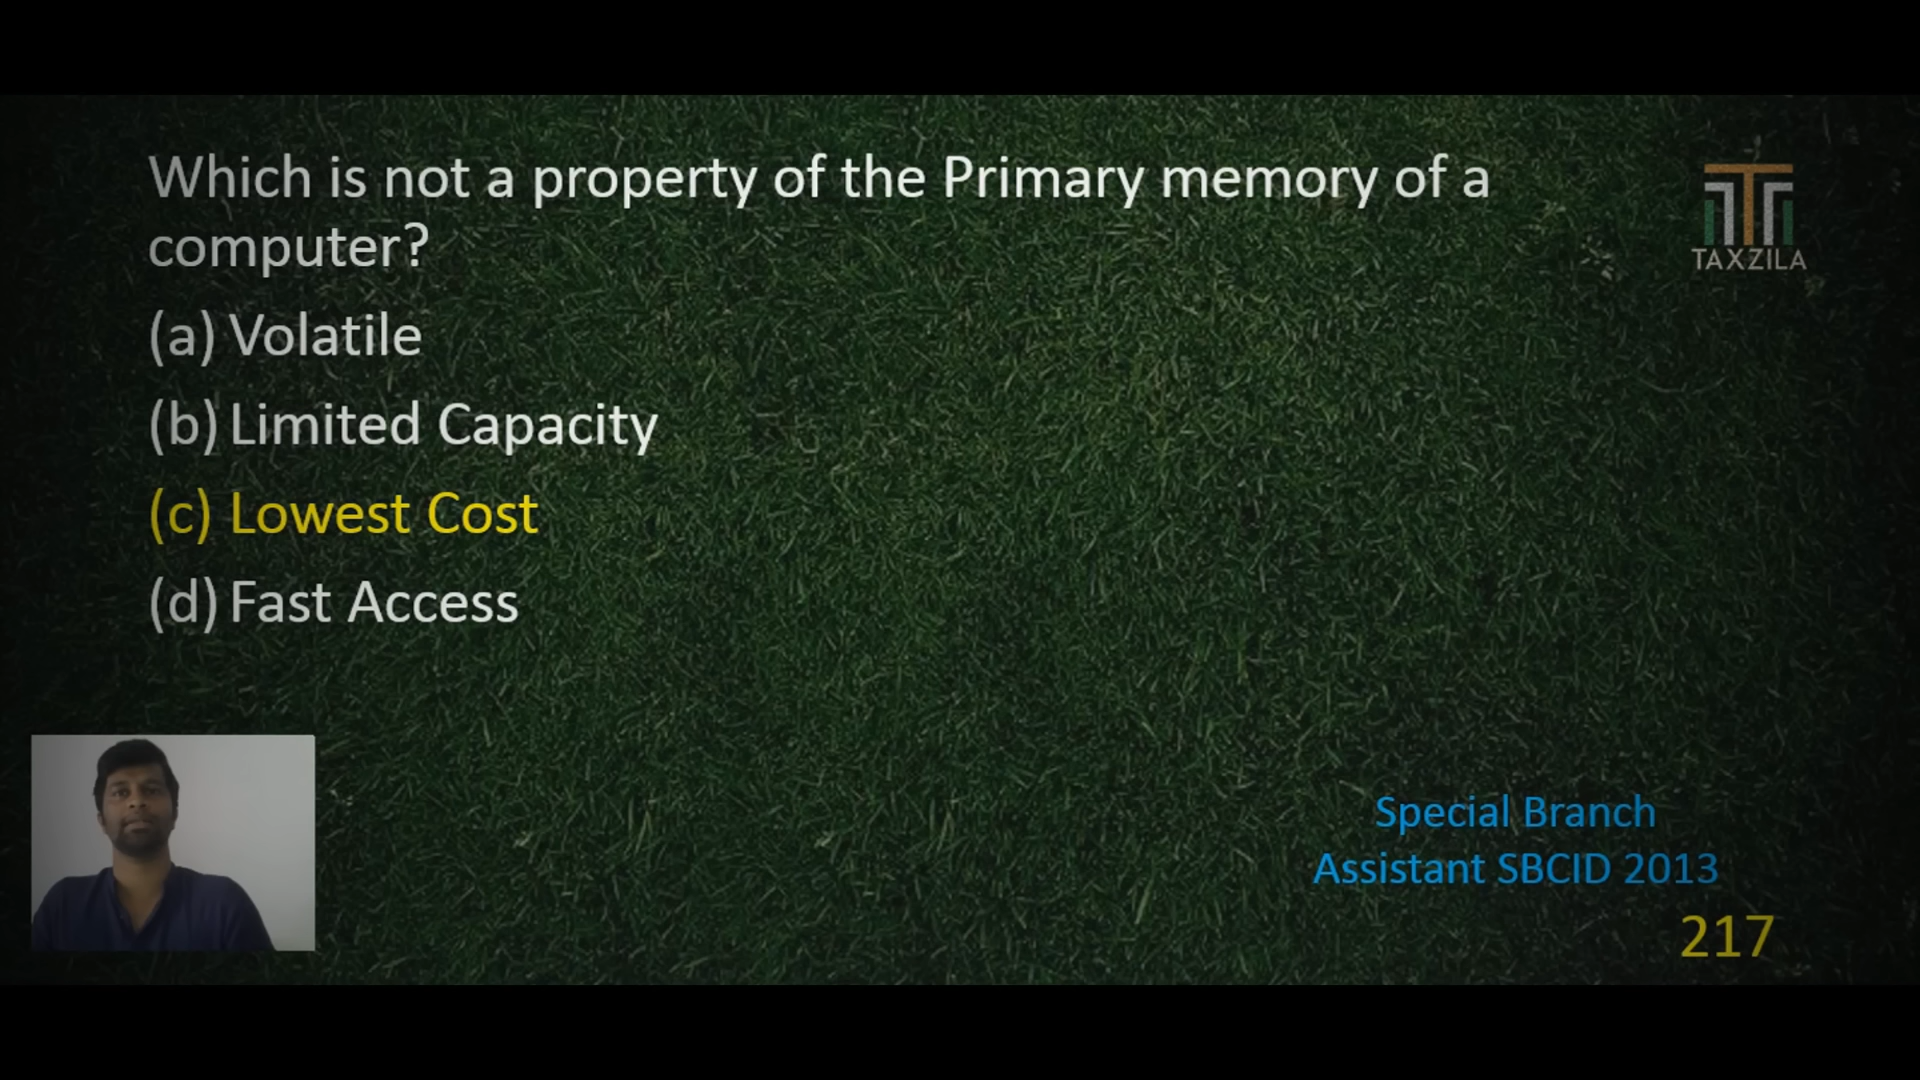 Which is not a property of the Primary memory of a
computer?
(a) Volatile
(b) Limited Capacity
(c) Lowest Cost
(d) Fast Access
TAXZILA
Special Branch
Assistant SBCID 2013
217